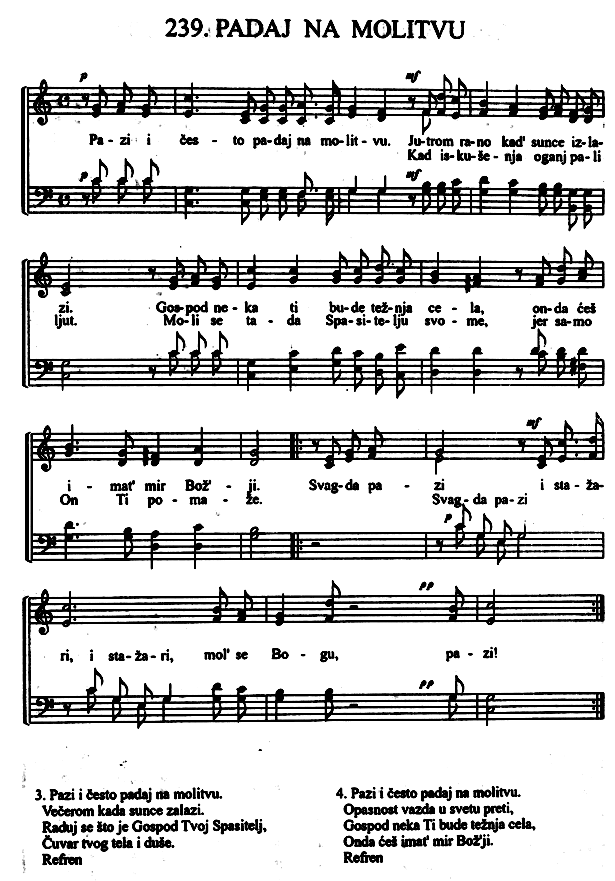 239. PADAJ NA MOLITVU
p mf
Pa - zi i čes - to pa-daj na mo-lit-vu. Ju-trom ra-no kad' sunce iz-la-
Kad is-ku-še-nja oganj pa-li
p mf
zi. Gos-pod ne-ka ti bu-de tež-nja ce-la, on-da ćeš
ljut. Mo-li se ta-da Spa-si-te-lju svo-me, jer sa-mo
mf
i-mat' mir Bož'-ji. Svag-da pa-zi i sta-ža-
On Ti po-ma-že. Svag-da pa-zi
p
pp
ri, i sta-ža-ri, mol' se Bo-gu, pa-zi!
pp
3. Pazi i često padaj na molitvu.
Večerom kada sunce zalazi.
Raduj se što je Gospod Tvoj Spasitelj,
Čuvar tvog tela i duše.
Refren
4. Pazi i često padaj na molitvu.
Opasnost vazda u svetu preti,
Gospod neka Ti bude težnja cela,
Onda ćeš imat' mir Bož'ji.
Refren